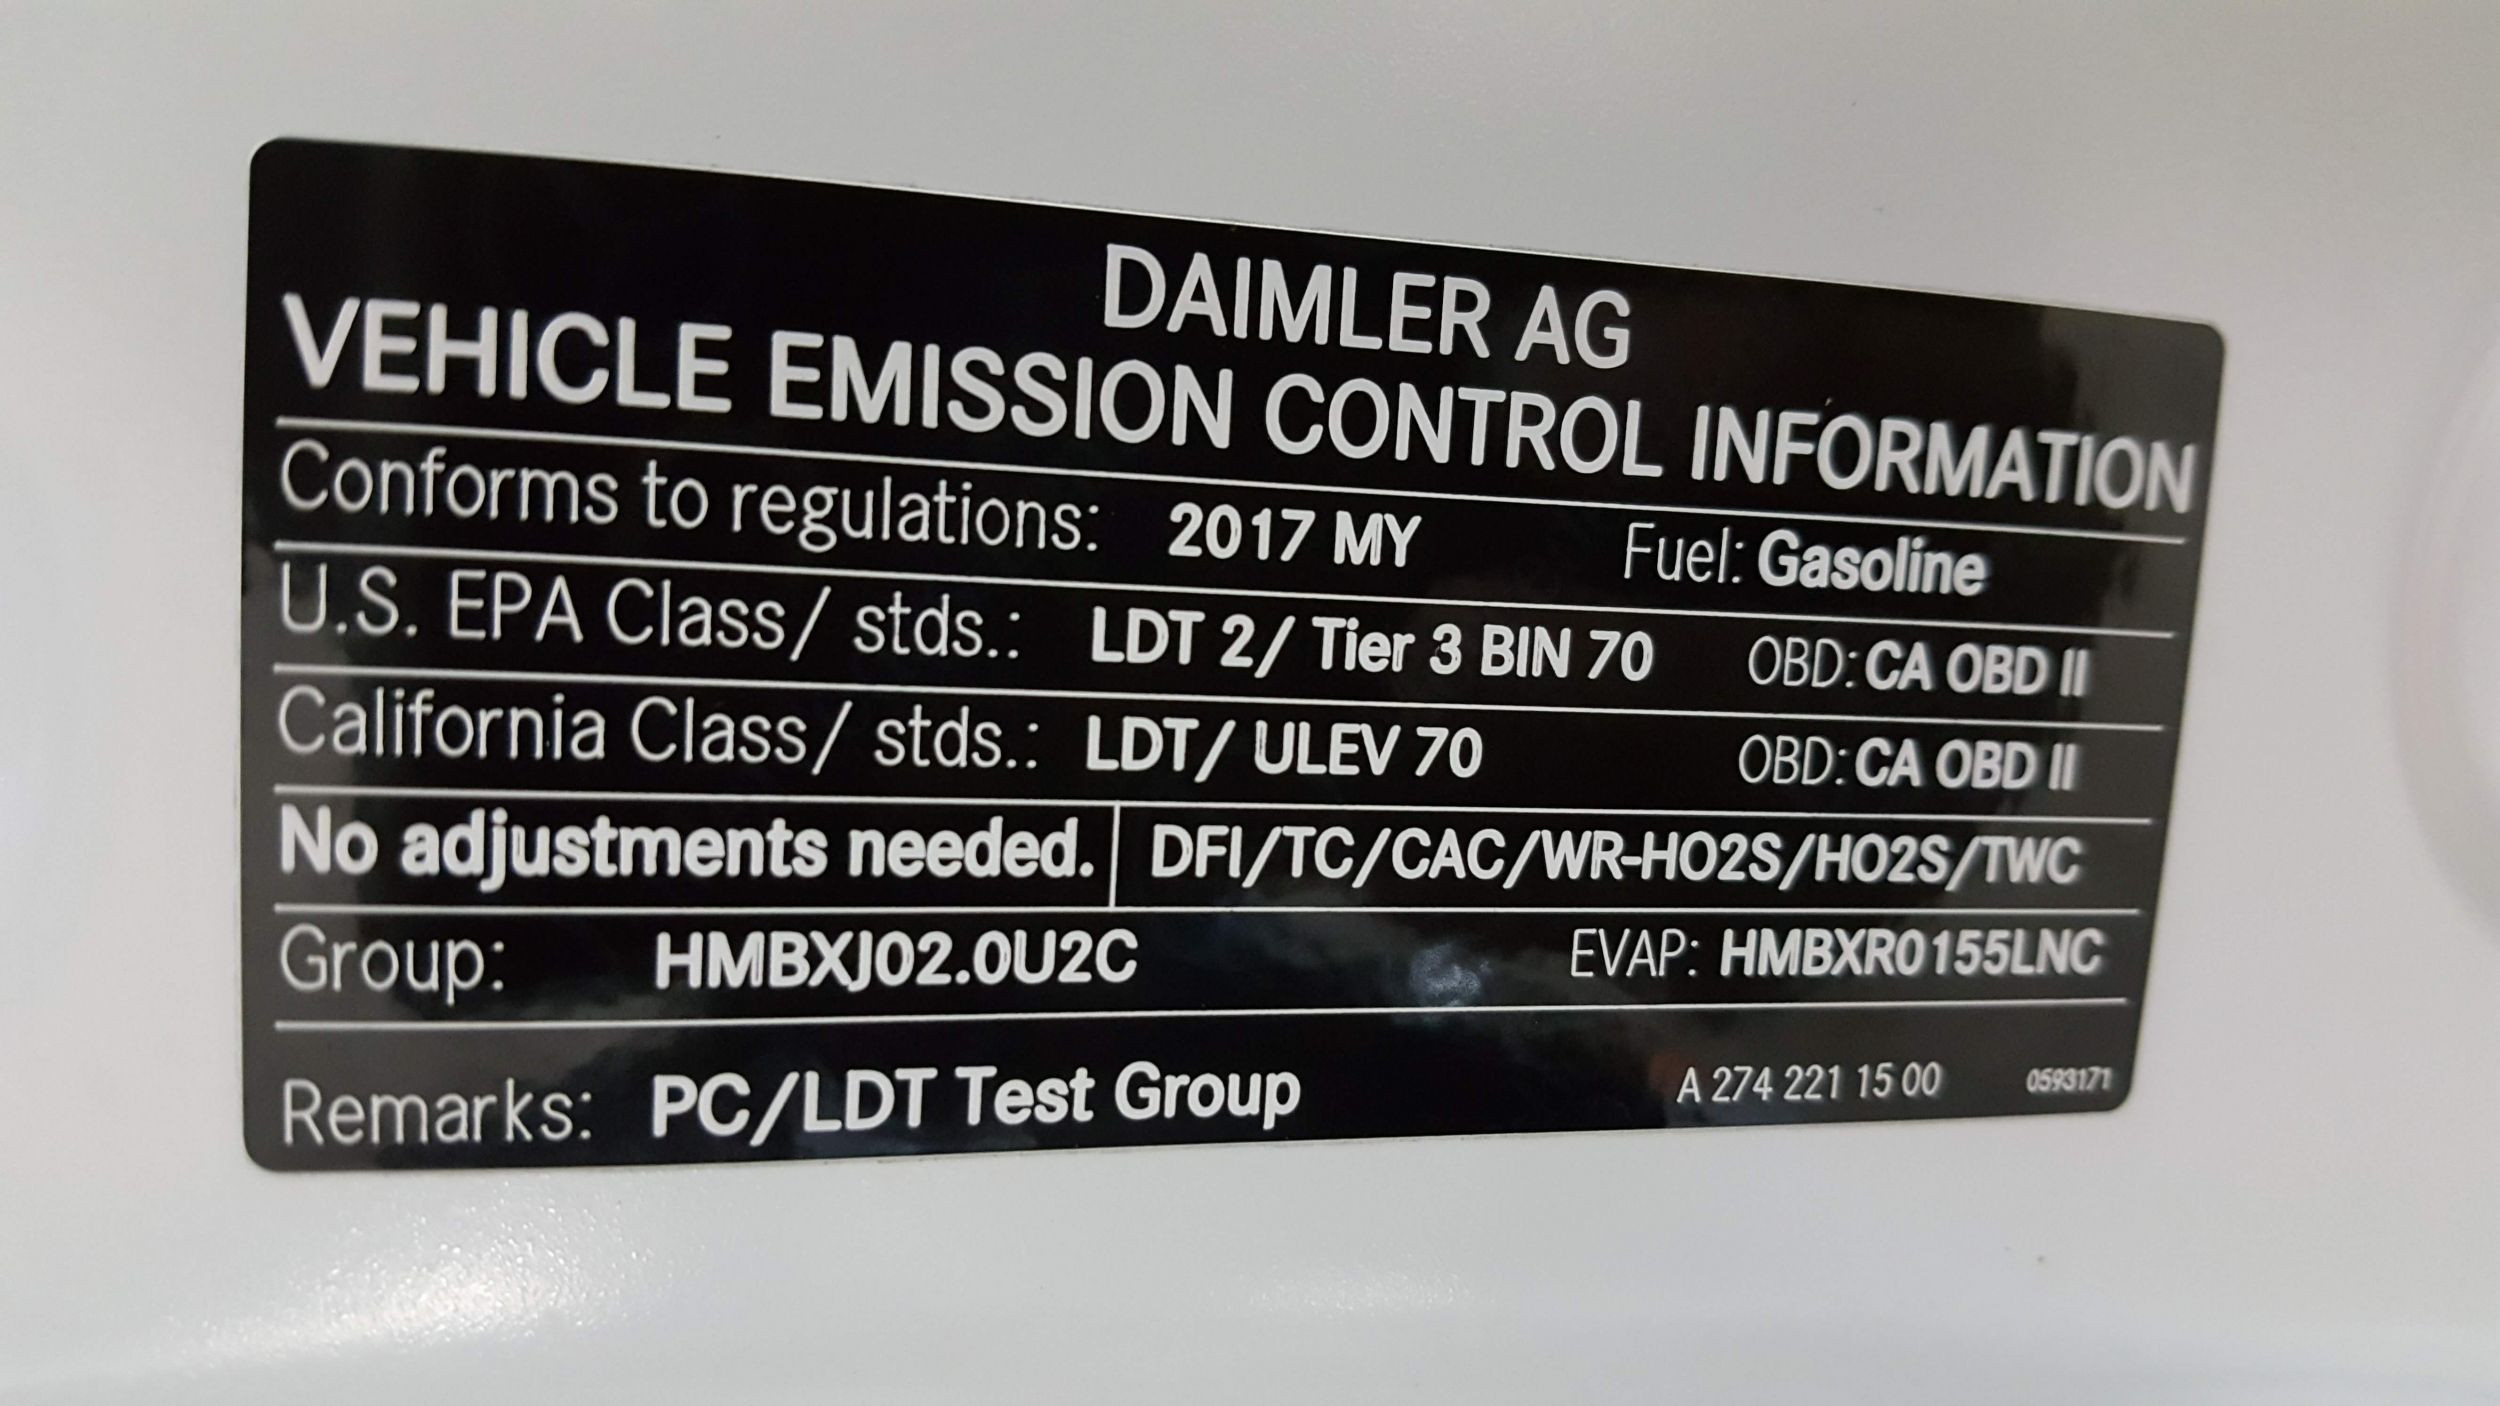 DAIMLER AG
VEHICLE EMISSION CONTROL INFORMATION
Conforms to regulations: 2017 MY Fuel: Gasoline
U.S. EPA Class/ stds.: LDT 2/ Tier 3 BIN 70 OBD: CA OBD II
California Class/ stds.: LDT/ ULEV 70 OBD: CA OBD II
No adjustments needed. DFI/TC/CAC/WR-HO2S/HO2S/TWC
Group: HMBXJ02.0U2C EVAP: HMBXR0155LNC
Remarks: PC/LDT Test Group A 274 221 15 00 0593171